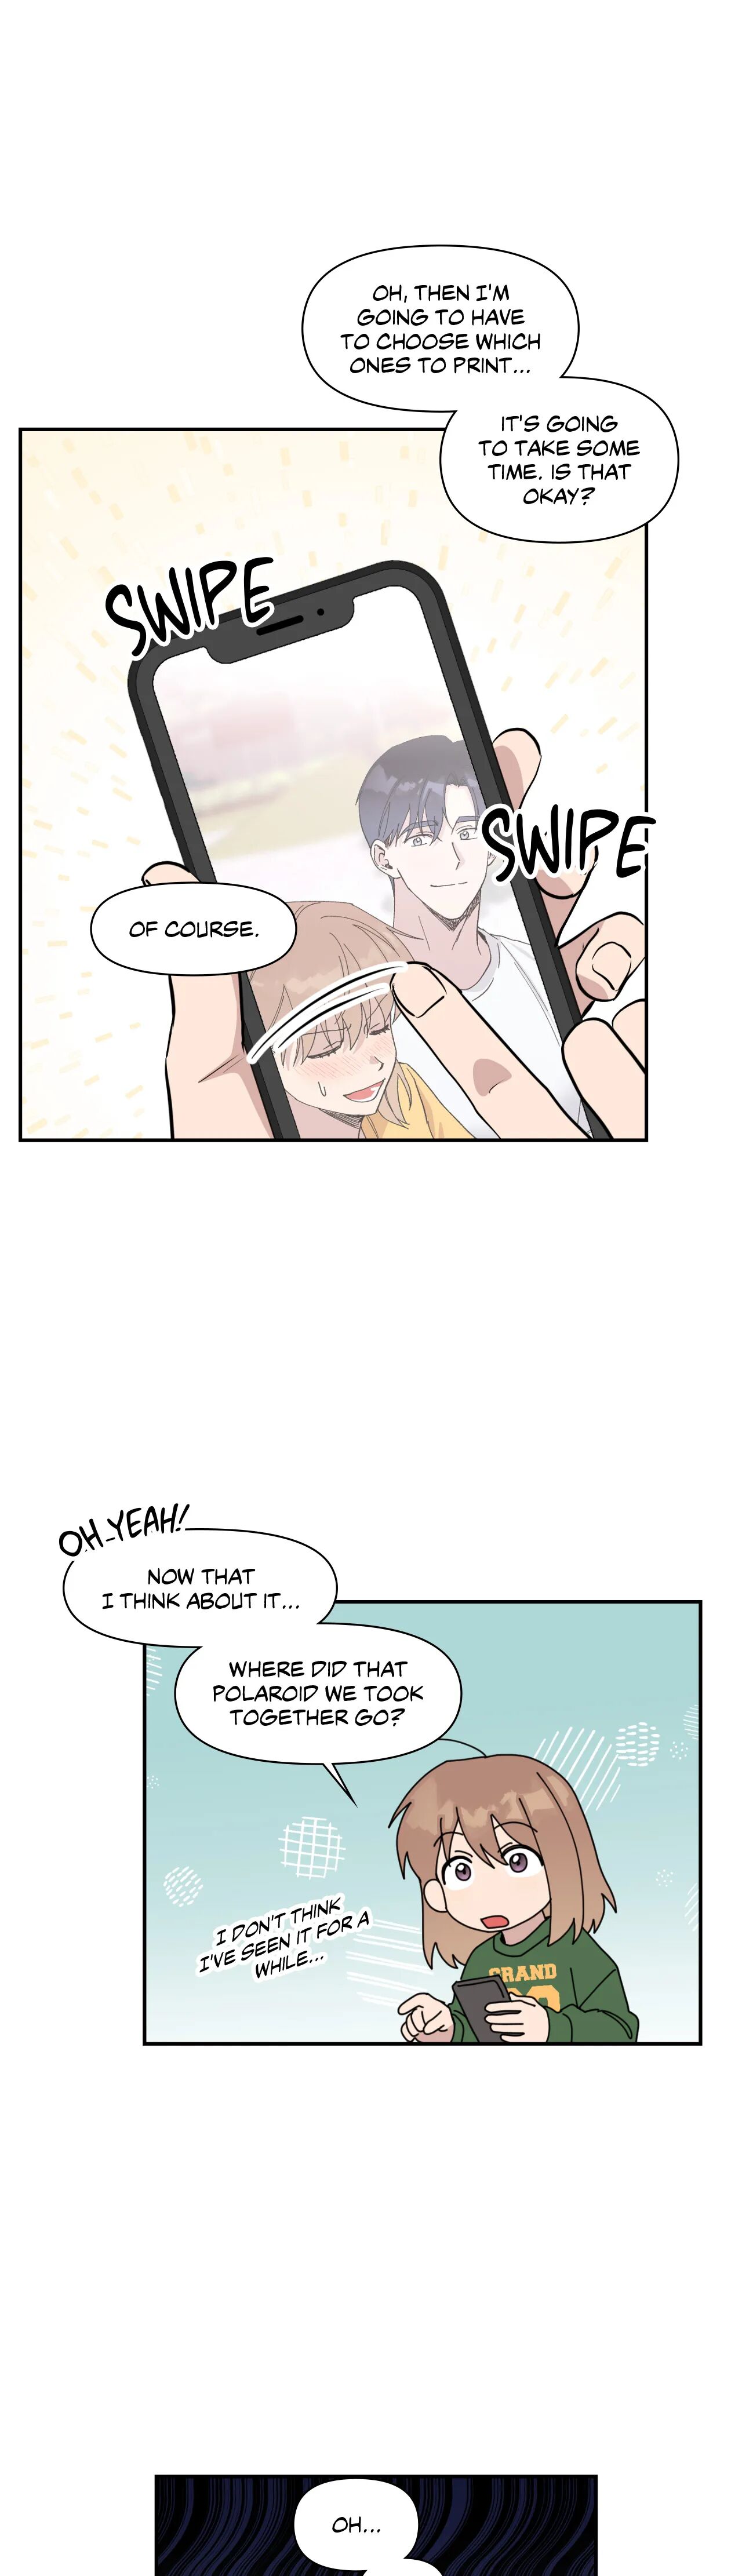 OH, THEN I'M
GOING TO HAVE
TO CHOOSE WHICH
ONES TO PRINT...
IT'S GOING
TO TAKE SOME
TIME. IS THAT
OKAY?
SWIPE
SWIPE
OF COURSE.
OH YEAH!
NOW THAT
I THINK ABOUT IT...
WHERE DID THAT
POLAROID WE TOOK
TOGETHER GO?
I DON'T THINK
I'VE SEEN IT FOR A
WHILE...
GRAND
OH...